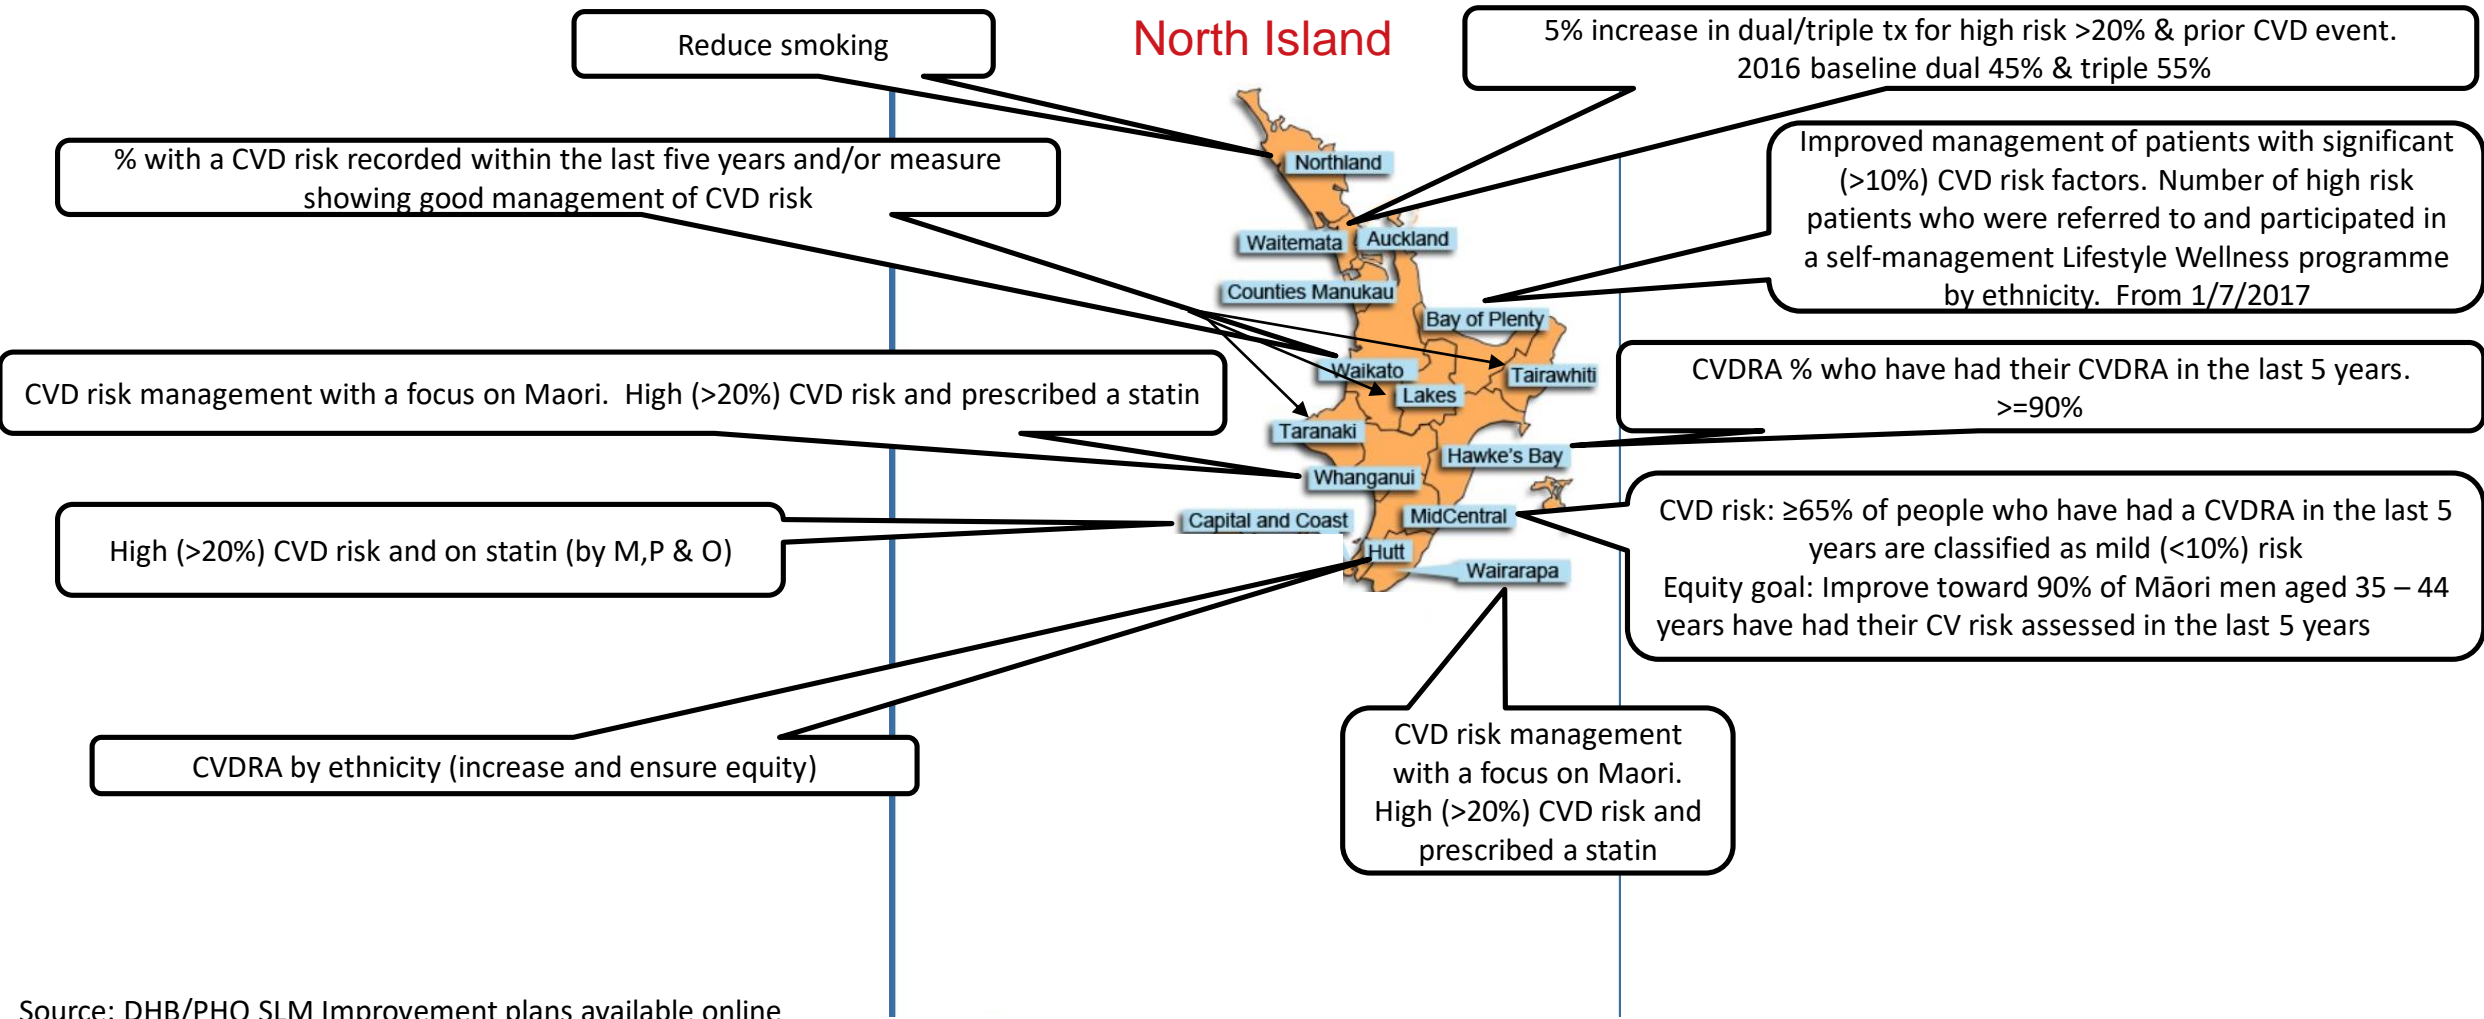 North Island
Reduce smoking
5% increase in dual/triple tx for high risk >20% & prior CVD event.
2016 baseline dual 45% & triple 55%
% with a CVD risk recorded within the last five years and/or measure
showing good management of CVD risk
Improved management of patients with significant
(>10%) CVD risk factors. Number of high risk
patients who were referred to and participated in
a self-management Lifestyle Wellness programme
by ethnicity.  From 1/7/2017
Northland
Waitemata
Auckland
Counties Manukau
Bay of Plenty
Waikato
Tairawhiti
Lakes
Taranaki
Hawke's Bay
Whanganui
Capital and Coast
MidCentral
Hutt
Wairarapa
CVD risk management with a focus on Maori.  High (>20%) CVD risk and prescribed a statin
CVDRA % who have had their CVDRA in the last 5 years.
>=90%
High (>20%) CVD risk and on statin (by M,P & O)
CVD risk: ≥65% of people who have had a CVDRA in the last 5
years are classified as mild (<10%) risk
Equity goal: Improve toward 90% of Māori men aged 35 – 44
years have had their CV risk assessed in the last 5 years
CVDRA by ethnicity (increase and ensure equity)
CVD risk management
with a focus on Maori.
High (>20%) CVD risk and
prescribed a statin
Source: DHB/PHO SLM Improvement plans available online